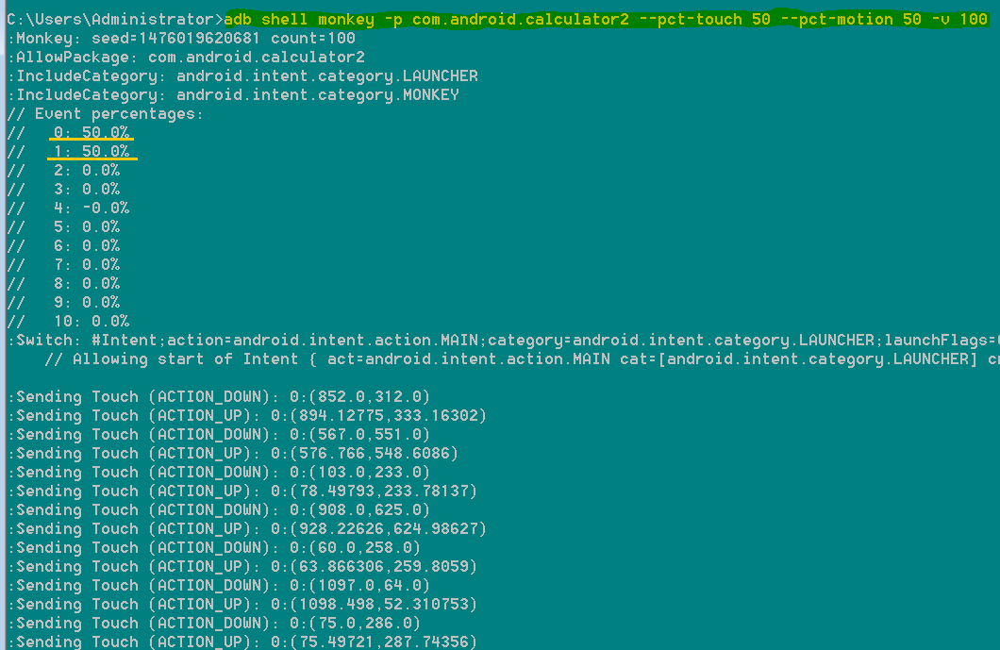 C:\Users\Administrator>adb shell monkey -p com.android.calculator2 --pct-touch 50 --pct-motion 50 -v 100
:Monkey: seed=1476019620681 count=100
:AllowPackage: com.android.calculator2
:IncludeCategory: android.intent.category.LAUNCHER
:IncludeCategory: android.intent.category.MONKEY
// Event percentages:
//   0: 50.0%
//   1: 50.0%
//   2: 0.0%
//   3: 0.0%
//   4: -0.0%
//   5: 0.0%
//   6: 0.0%
//   7: 0.0%
//   8: 0.0%
//   9: 0.0%
//   10: 0.0%
:Switch: #Intent;action=android.intent.action.MAIN;category=android.intent.category.LAUNCHER;launchFlags=
    // Allowing start of Intent { act=android.intent.action.MAIN cat=[android.intent.category.LAUNCHER]
:Sending Touch (ACTION_DOWN): 0:(852.0,312.0)
:Sending Touch (ACTION_UP): 0:(894.12775,333.16302)
:Sending Touch (ACTION_DOWN): 0:(567.0,551.0)
:Sending Touch (ACTION_UP): 0:(576.766,548.6086)
:Sending Touch (ACTION_DOWN): 0:(103.0,233.0)
:Sending Touch (ACTION_UP): 0:(78.49793,233.78137)
:Sending Touch (ACTION_DOWN): 0:(908.0,625.0)
:Sending Touch (ACTION_UP): 0:(928.22626,624.98627)
:Sending Touch (ACTION_DOWN): 0:(60.0,258.0)
:Sending Touch (ACTION_UP): 0:(63.866306,259.8059)
:Sending Touch (ACTION_DOWN): 0:(1097.0,64.0)
:Sending Touch (ACTION_UP): 0:(1098.498,52.310753)
:Sending Touch (ACTION_DOWN): 0:(75.0,286.0)
:Sending Touch (ACTION_UP): 0:(75.49721,287.74356)